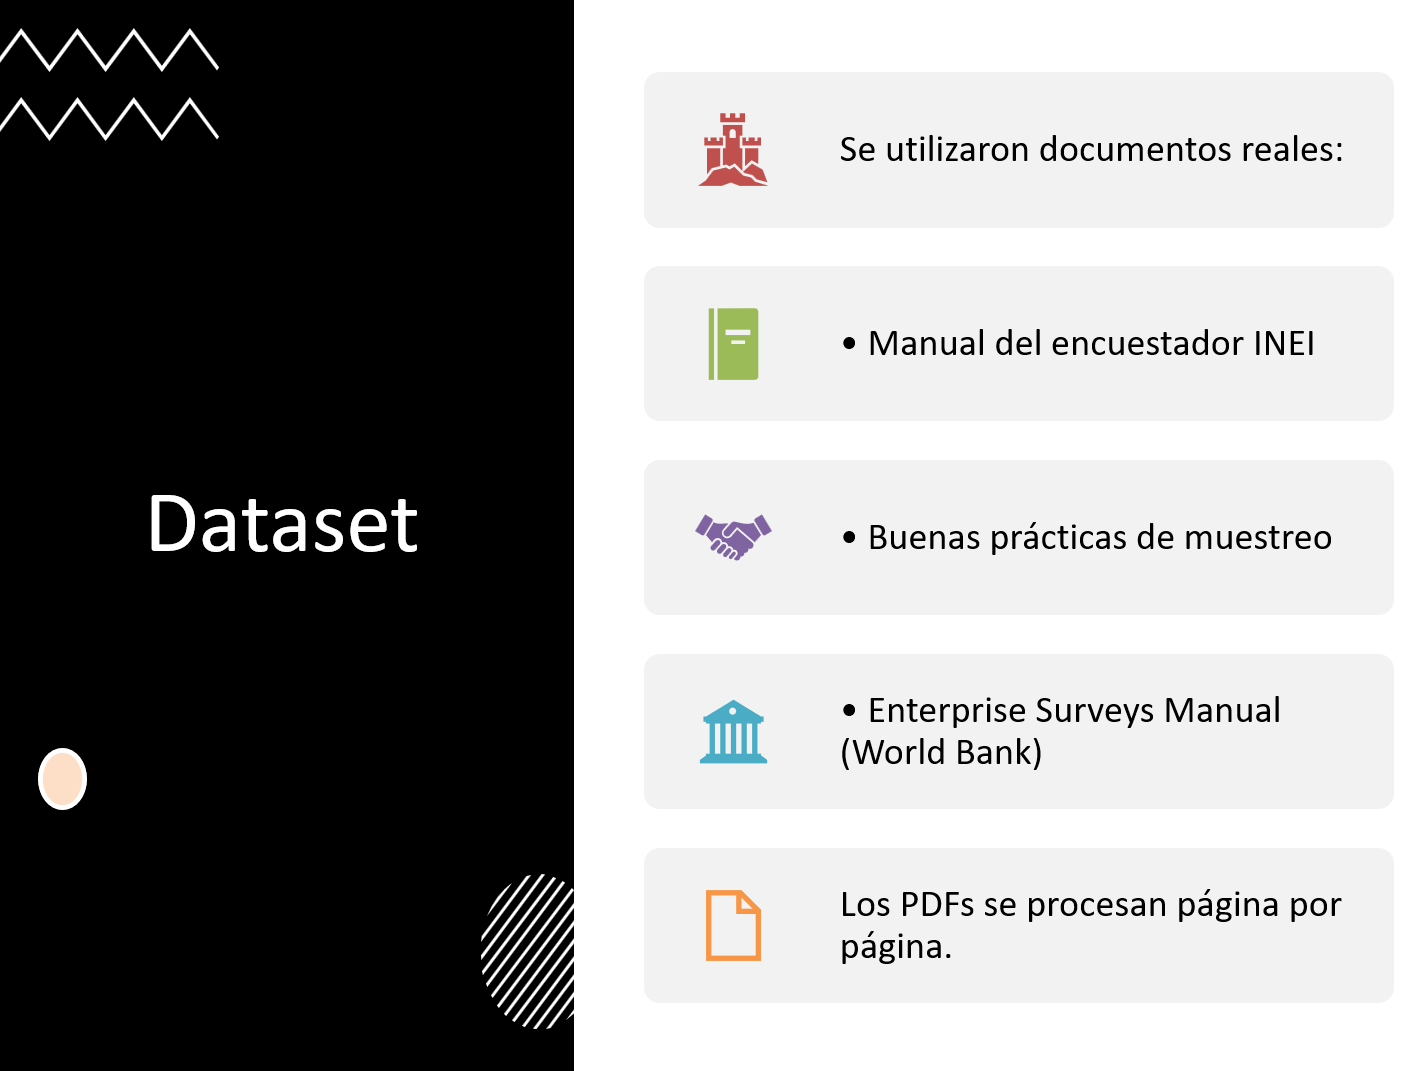 Dataset
Se utilizaron documentos reales:
• Manual del encuestador INEI
• Buenas prácticas de muestreo
• Enterprise Surveys Manual
(World Bank)
Los PDFs se procesan página por
página.